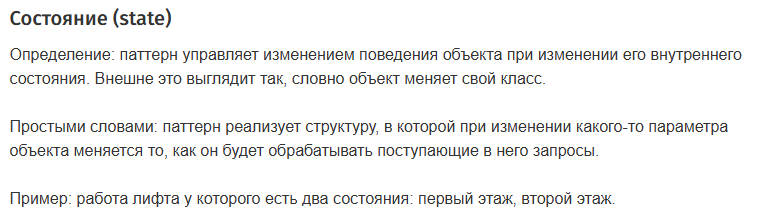 Состояние (state)
Определение: паттерн управляет изменением поведения объекта при изменении его внутреннего
состояния. Внешне это выглядит так, словно объект меняет свой класс.
Простыми словами: паттерн реализует структуру, в которой при изменении какого-то параметра
объекта меняется то, как он будет обрабатывать поступающие в него запросы.
Пример: работа лифта у которого есть два состояния: первый этаж, второй этаж.